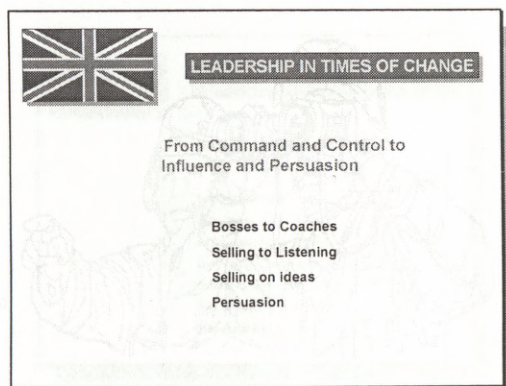 LEADERSHIP IN TIMES OF CHANGE
From Command and Control to
Influence and Persuasion
Bosses to Coaches
Selling to Listening
Selling on ideas
Persuasion